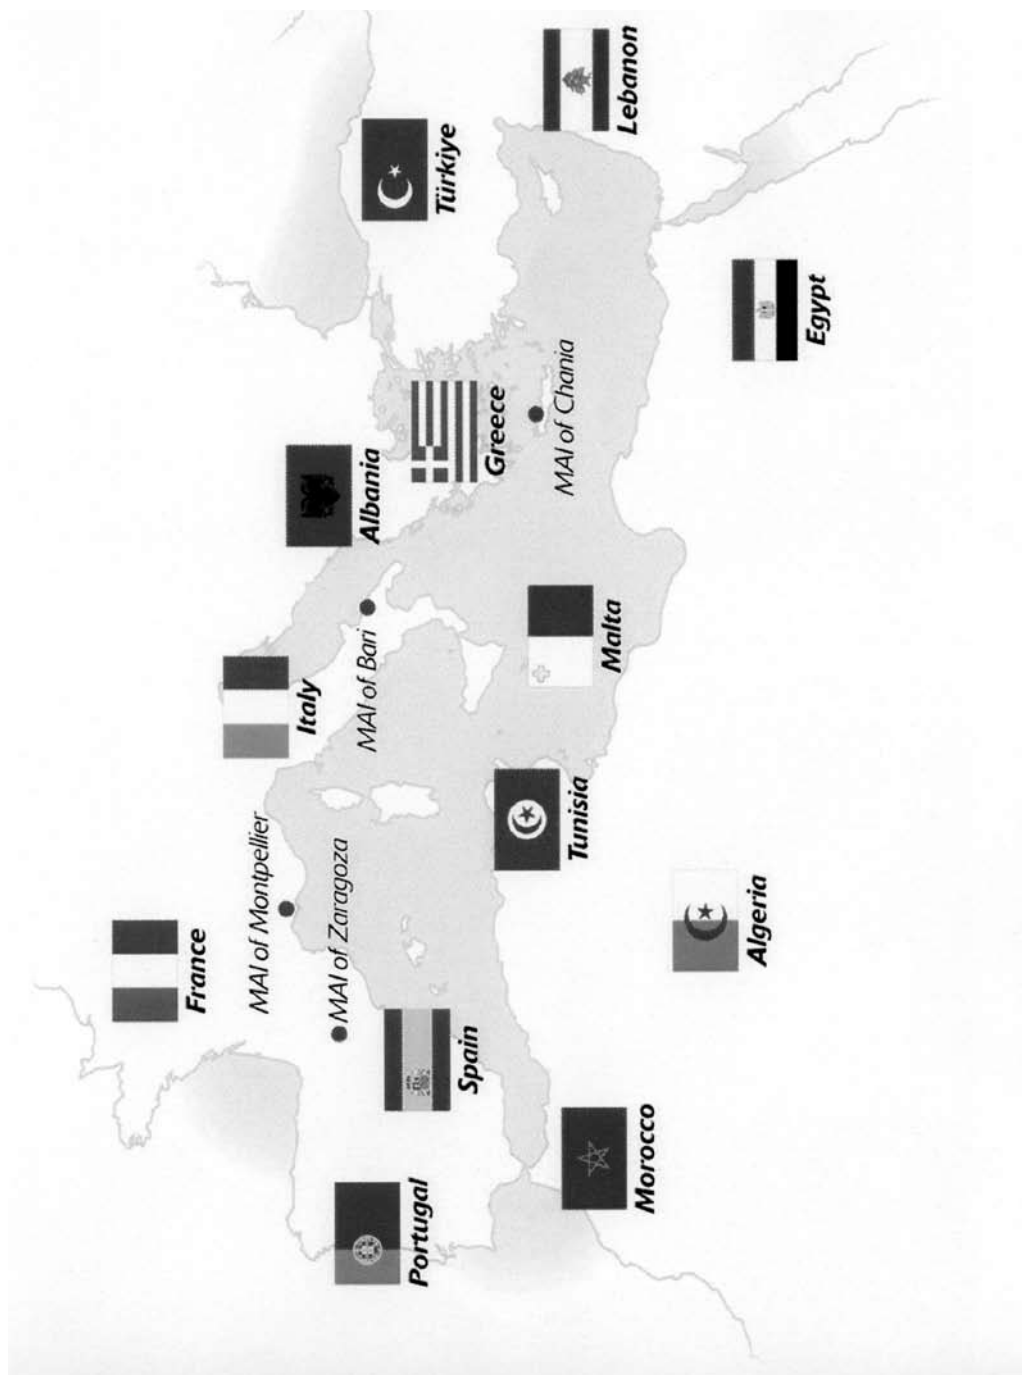 France
MAI of Montpellier
Italy
MAI of Zaragoza
Albania
MAI of Bari
Portugal
Türkiye
Spain
Greece
MAI of Chania
Tunisia
Malta
Lebanon
Morocco
Algeria
Egypt